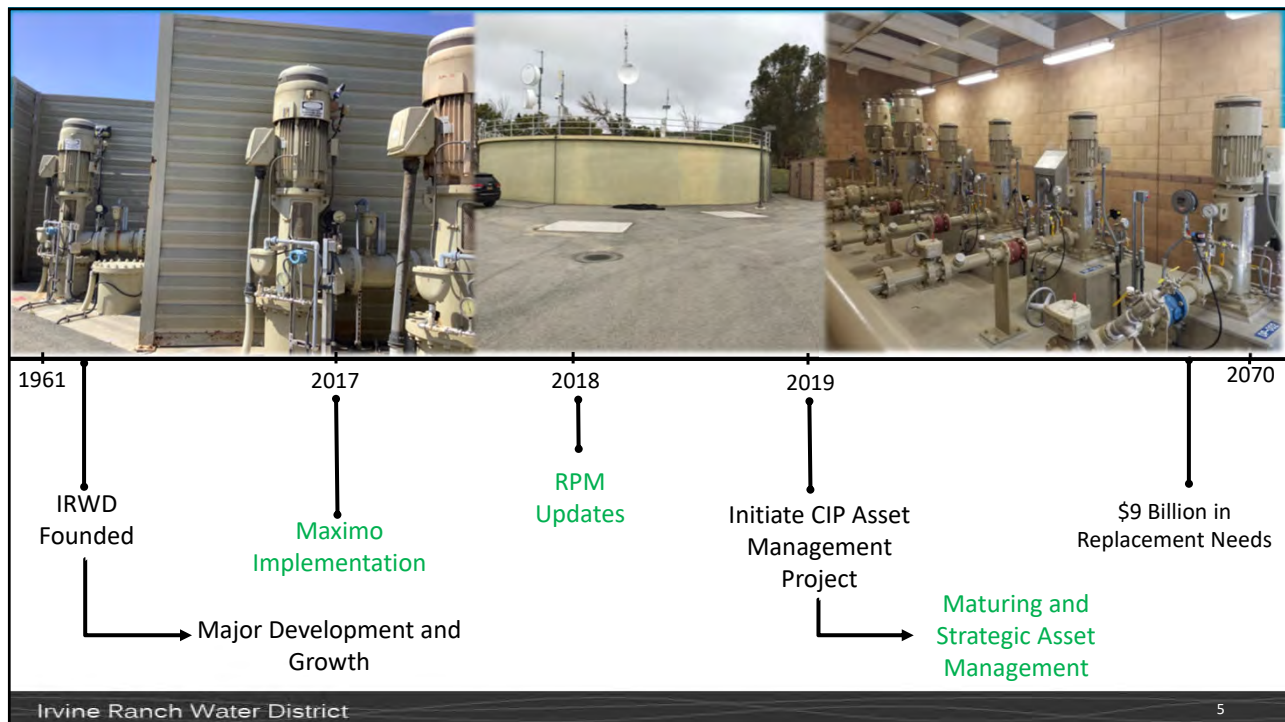 1961
2017
2018
2019
2070
IRWD
Founded
Maximo
Implementation
RPM
Updates
Initiate CIP Asset
Management
Project
$9 Billion in
Replacement Needs
Major Development and
Growth
Maturing and
Strategic Asset
Management
Irvine Ranch Water District
5